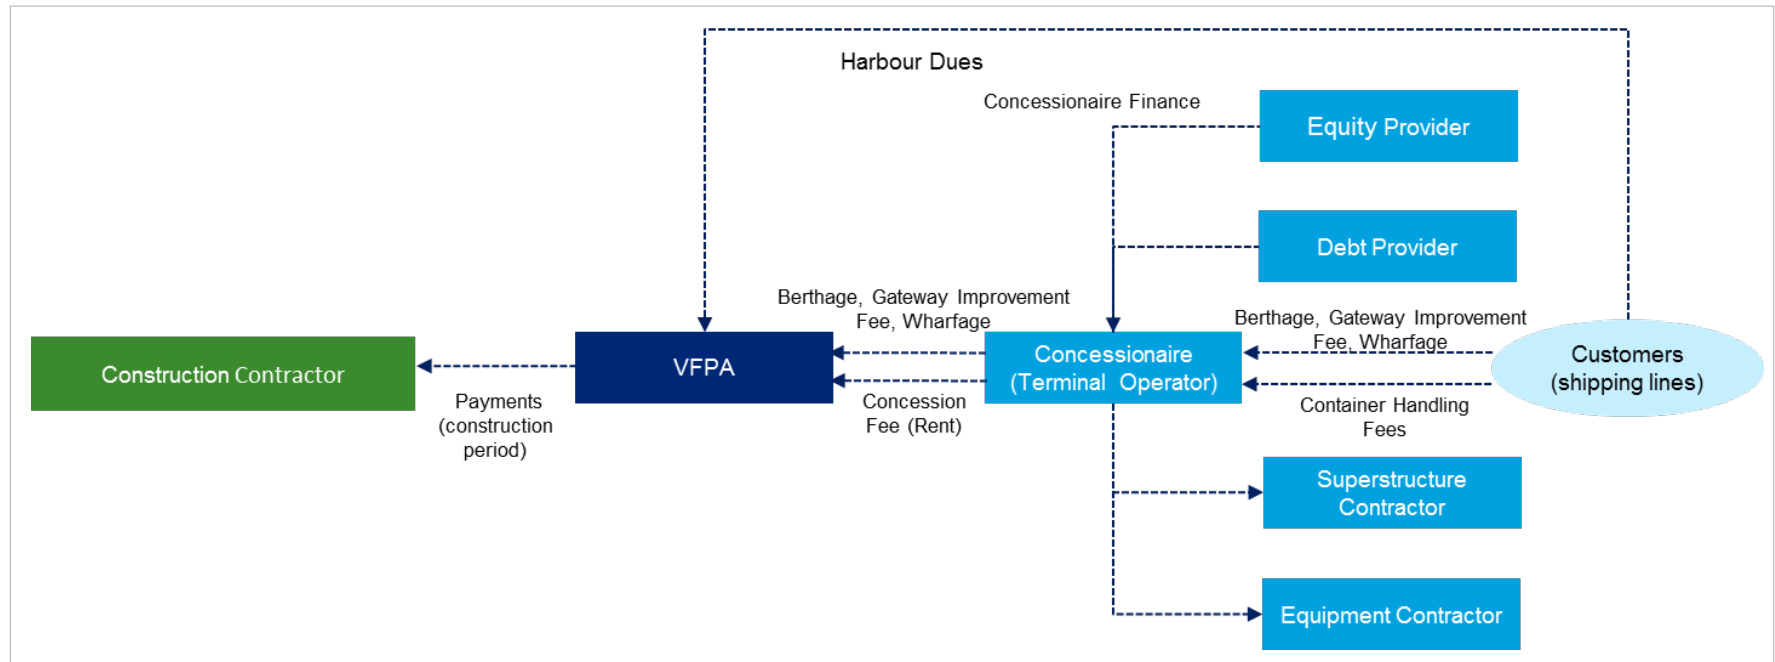 Harbour Dues
Concessionaire Finance
Equity Provider
Debt Provider
Berthage, Gateway Improvement
Fee, Wharfage
Berthage, Gateway Improvement
Fee, Wharfage
Construction Contractor
VFPA
Concessionaire
(Terminal Operator)
Customers
(shipping lines)
Payments
(construction
period)
Concession
Fee (Rent)
Container Handling
Fees
Superstructure
Contractor
Equipment Contractor